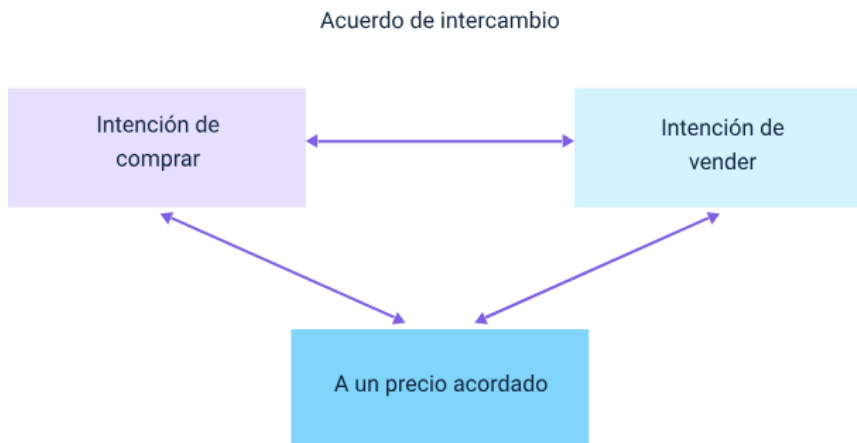 Acuerdo de intercambio
Intención de
comprar
Intención de
vender
A un precio acordado